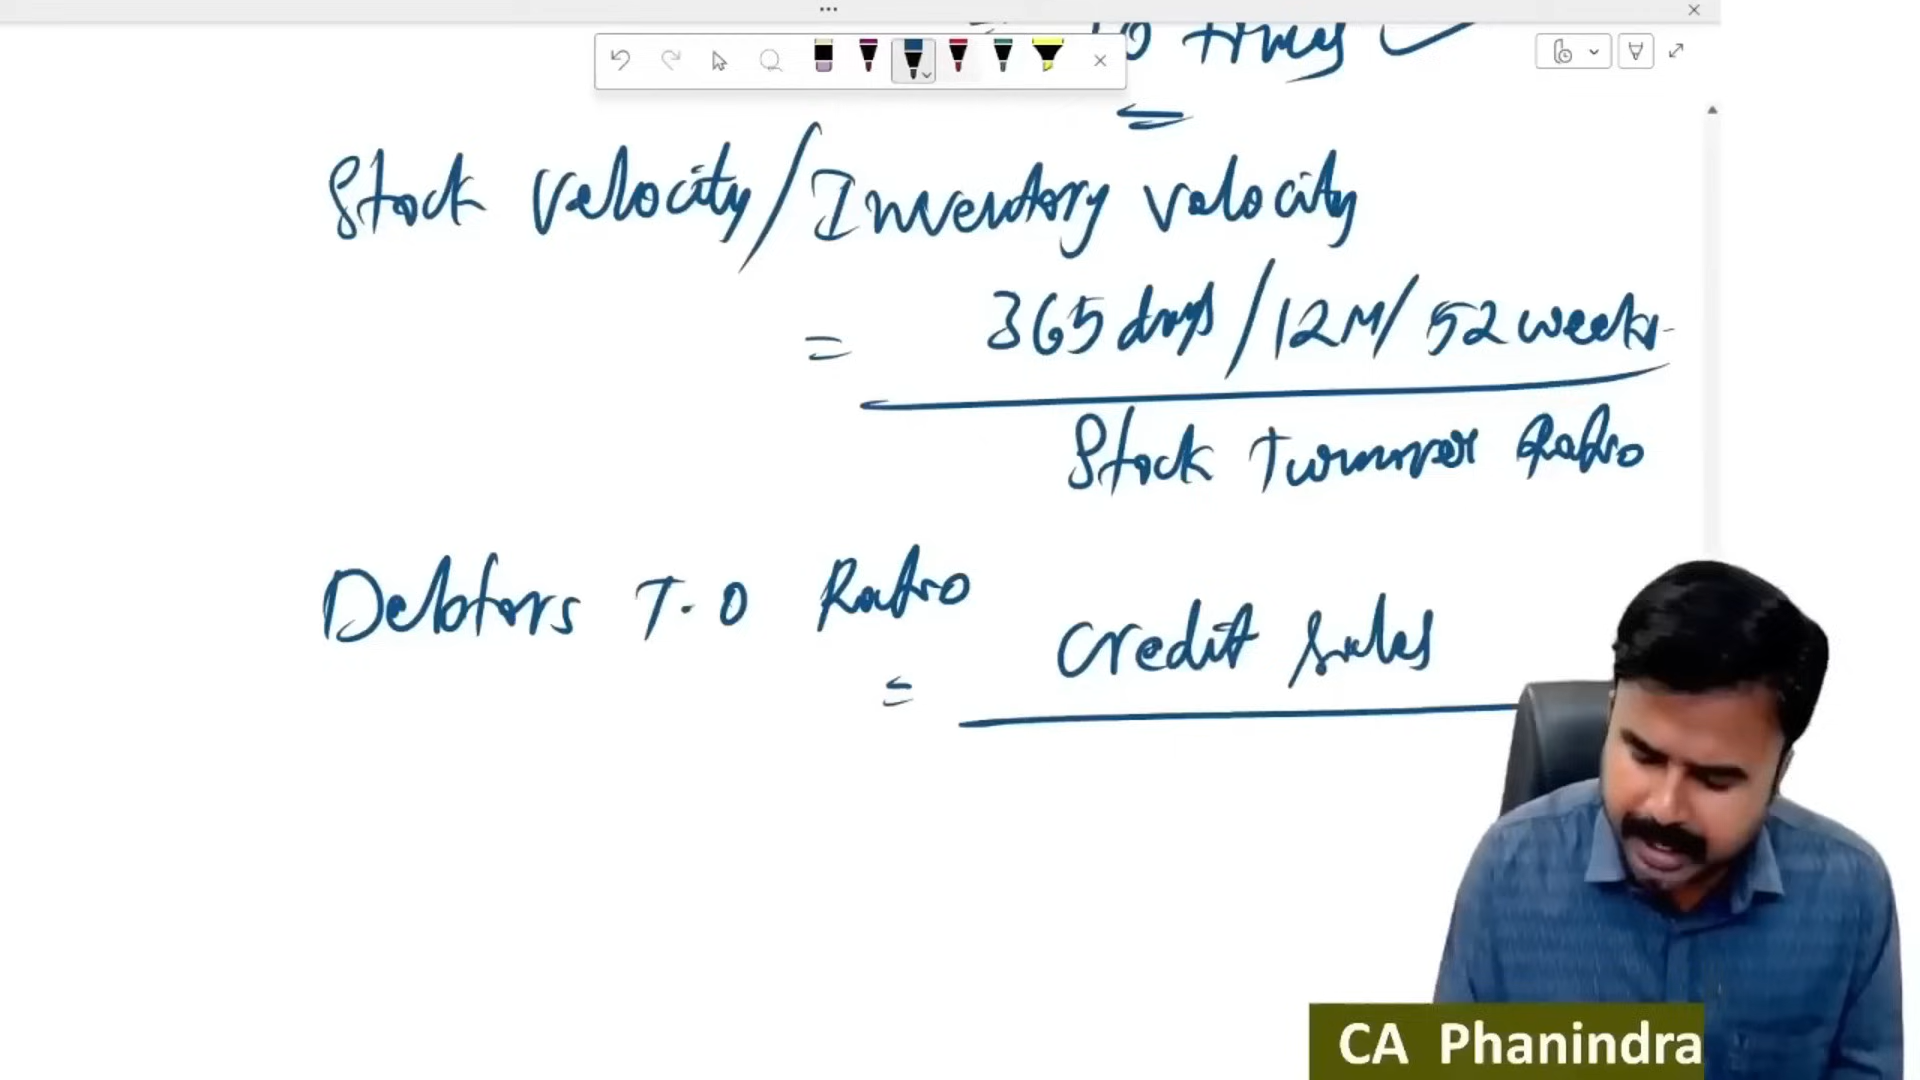 = 10 times
Stock Velocity/Inventory velocity
= 365 days/12M/52 weeks
Stock Turnover Ratio
Debtors T.O Ratio
= credit sales
CA Phanindra